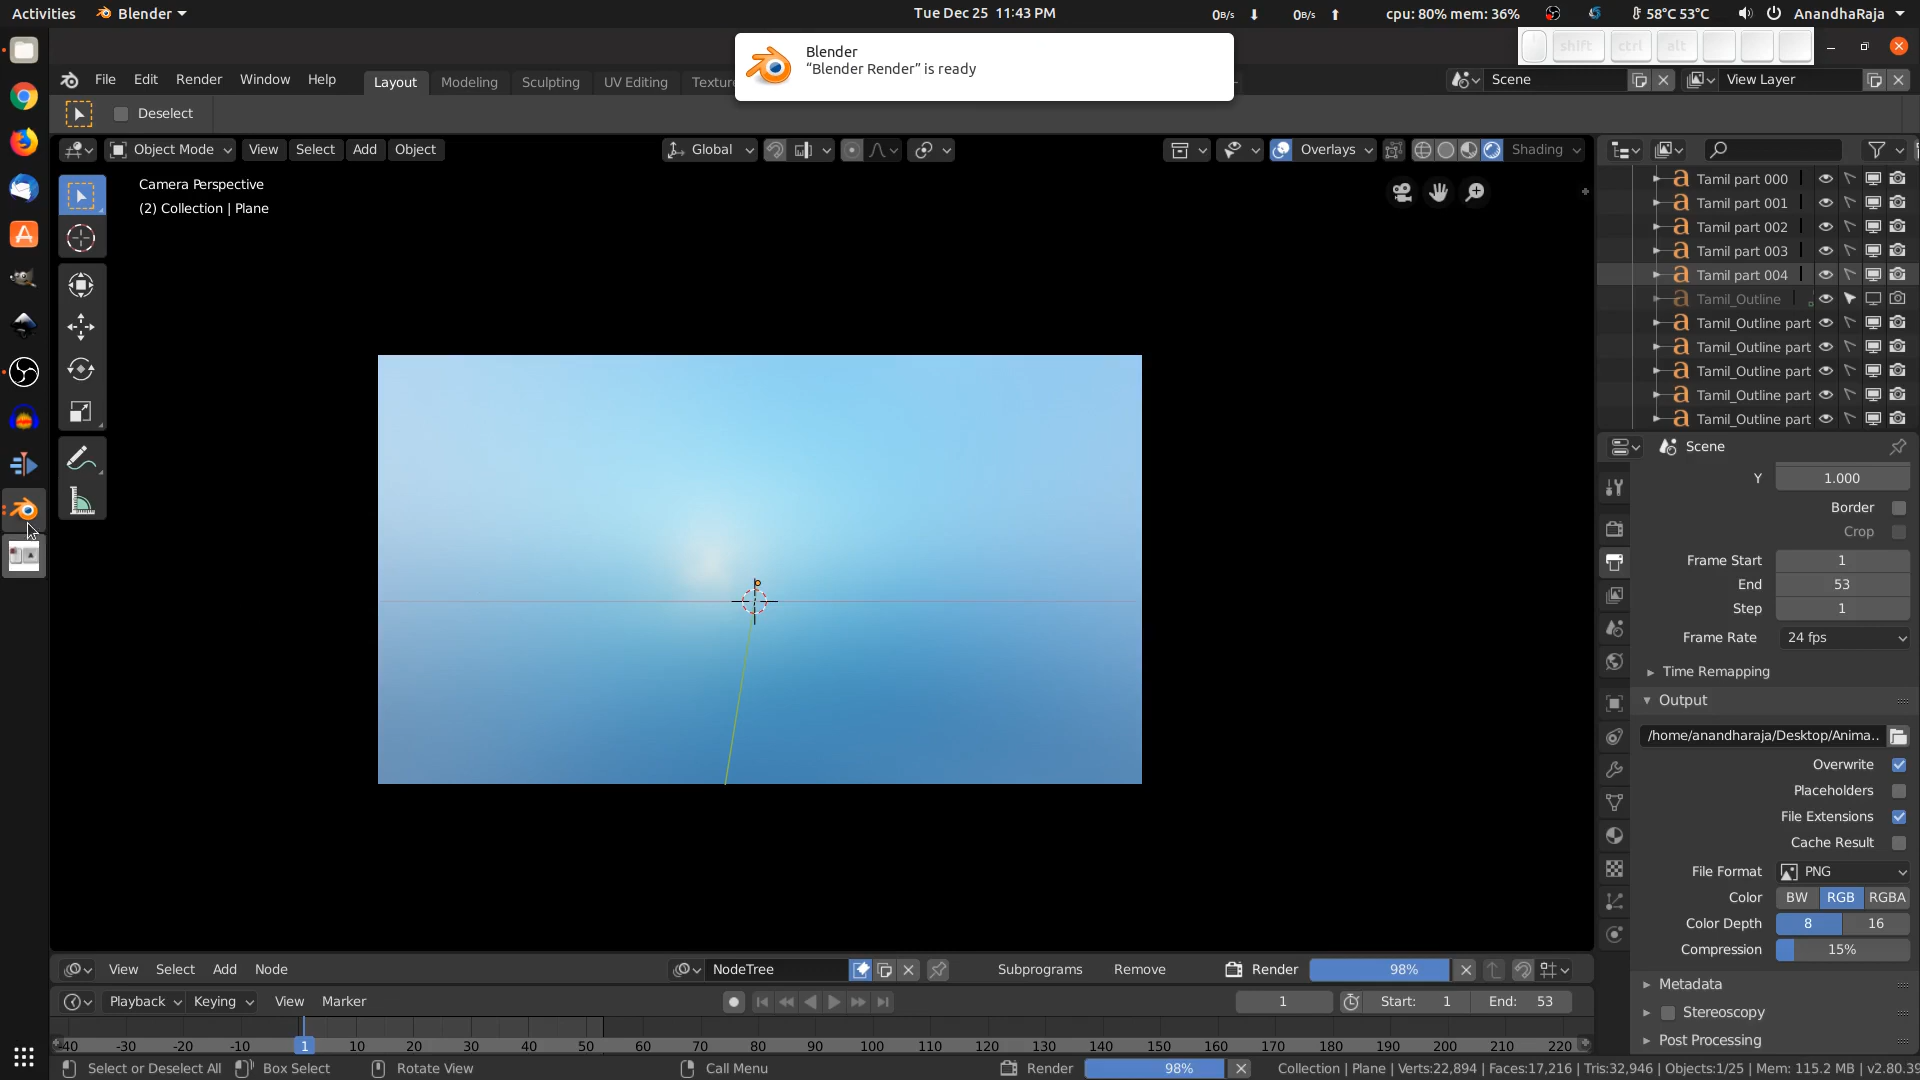 Activities Blender Tue Dec 25 11:43 PM 0B/s 0B/s cpu: 80% mem: 36% 58°C 53°C AnandhaRaja
Blender
“Blender Render” is ready
shift ctrl alt
File Edit Render Window Help Layout Modeling Sculpting UV Editing Scene View Layer
Deselect
Object Mode View Select Add Object Global Overlays Shading
Camera Perspective
(2) Collection | Plane
Tamil part 000
Tamil part 001
Tamil part 002
Tamil part 003
Tamil part 004
Tamil_Outline
Tamil_Outline part
Tamil_Outline part
Tamil_Outline part
Tamil_Outline part
Tamil_Outline part
Scene
Y 1.000
Border
Crop
Frame Start 1
End 53
Step 1
Frame Rate 24 fps
Time Remapping
Output
/home/anandharaja/Desktop/Anima..
Overwrite
Placeholders
File Extensions
Cache Result
File Format PNG
Color BW RGB RGBA
Color Depth 8 16
Compression 15%
Metadata
Stereoscopy
Post Processing
View Select Add Node NodeTree Subprograms Remove Render 98%
Playback Keying View Marker 1 Start: 1 End: 53
-40 -30 -20 -10 1 10 20 30 40 50 60 70 80 90 100 110 120 130 140 150 160 170 180 190 200 210 220
Select or Deselect All Box Select Rotate View Call Menu Render 98% Collection | Plane | Verts:22,894 | Faces:17,216 | Tris:32,946 | Objects:1/25 | Mem: 115.2 MB | v2.80.39